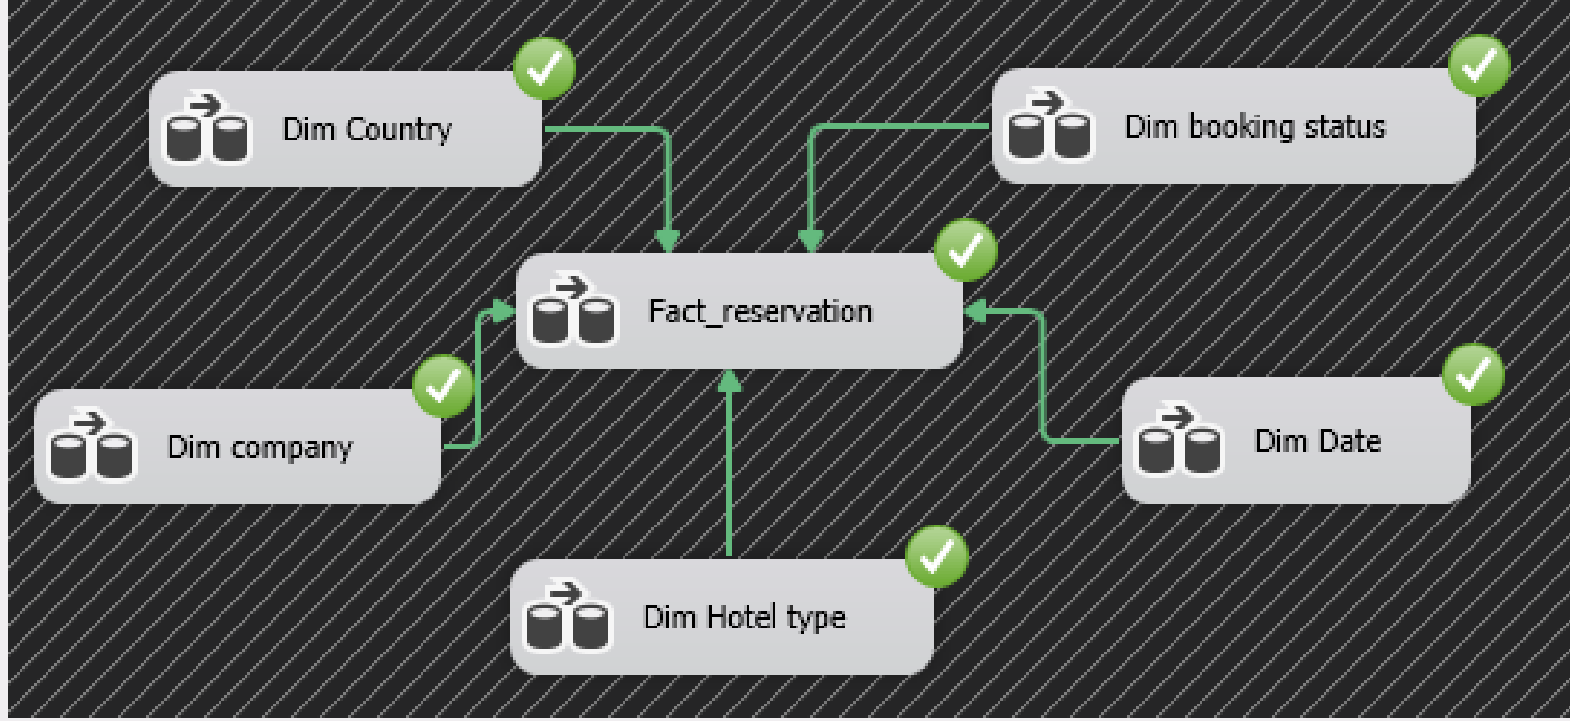 Dim Country
Dim booking status
Fact_reservation
Dim company
Dim Date
Dim Hotel type